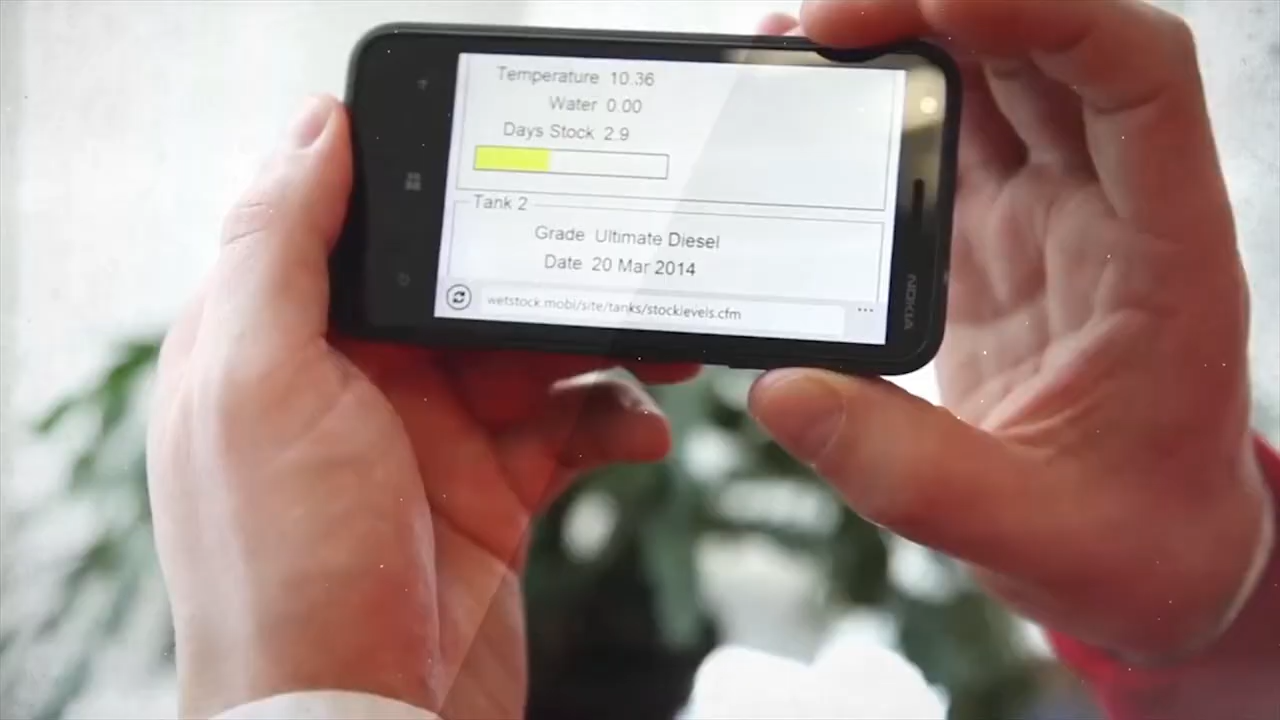 Temperature 10.36
Water 0.00
Days Stock 2.9
Tank 2
Grade Ultimate Diesel
Date 20 Mar 2014
wetstock.mobi/site/tanks/stocklevels.cfm
NOKIA